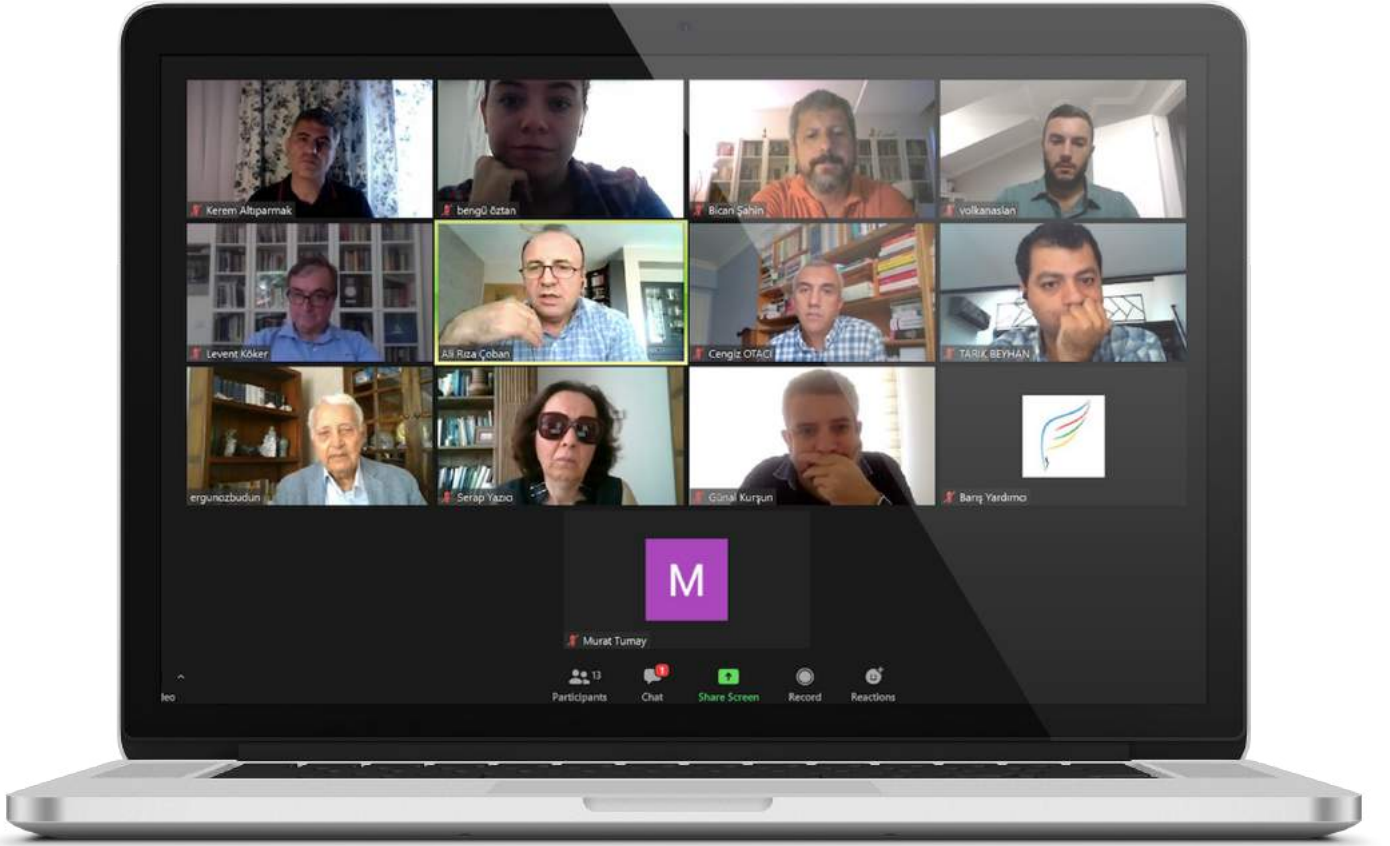 Kerem Altıparmak
bengü öztan
Bican Şahin
volkanaslan
Levent Köker
Ali Rıza Çoban
Cengiz OTACI
TARIK BEYHAN
ergunozbudun
Serap Yazıcı
Günal Kurşun
Barış Yardımcı
M
Murat Tumay
13
1
Participants
Chat
Share Screen
Record
Reactions